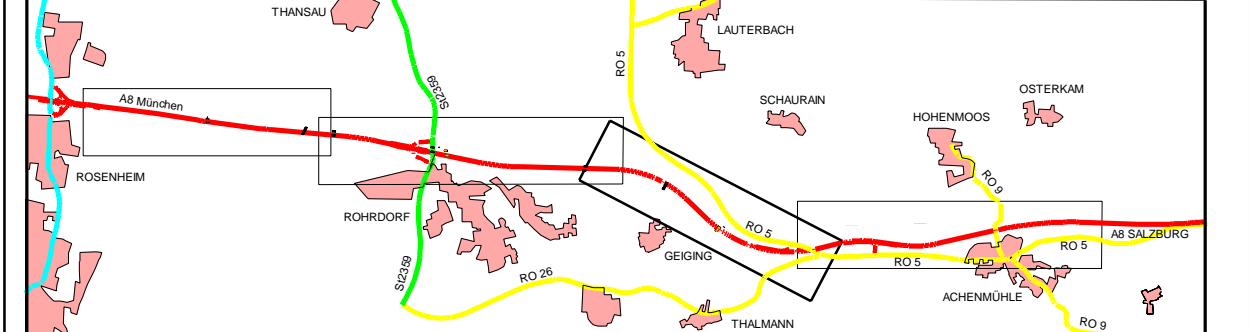 THANSAU
LAUTERBACH
RO 5
St2359
A8 München
SCHAURAIN
OSTERKAM
HOHENMOOS
ROSENHEIM
RO 9
ROHRDORF
RO 5
A8 SALZBURG
RO 5
GEIGING
RO 5
St2359
RO 26
ACHENMÜHLE
THALMANN
RO 9